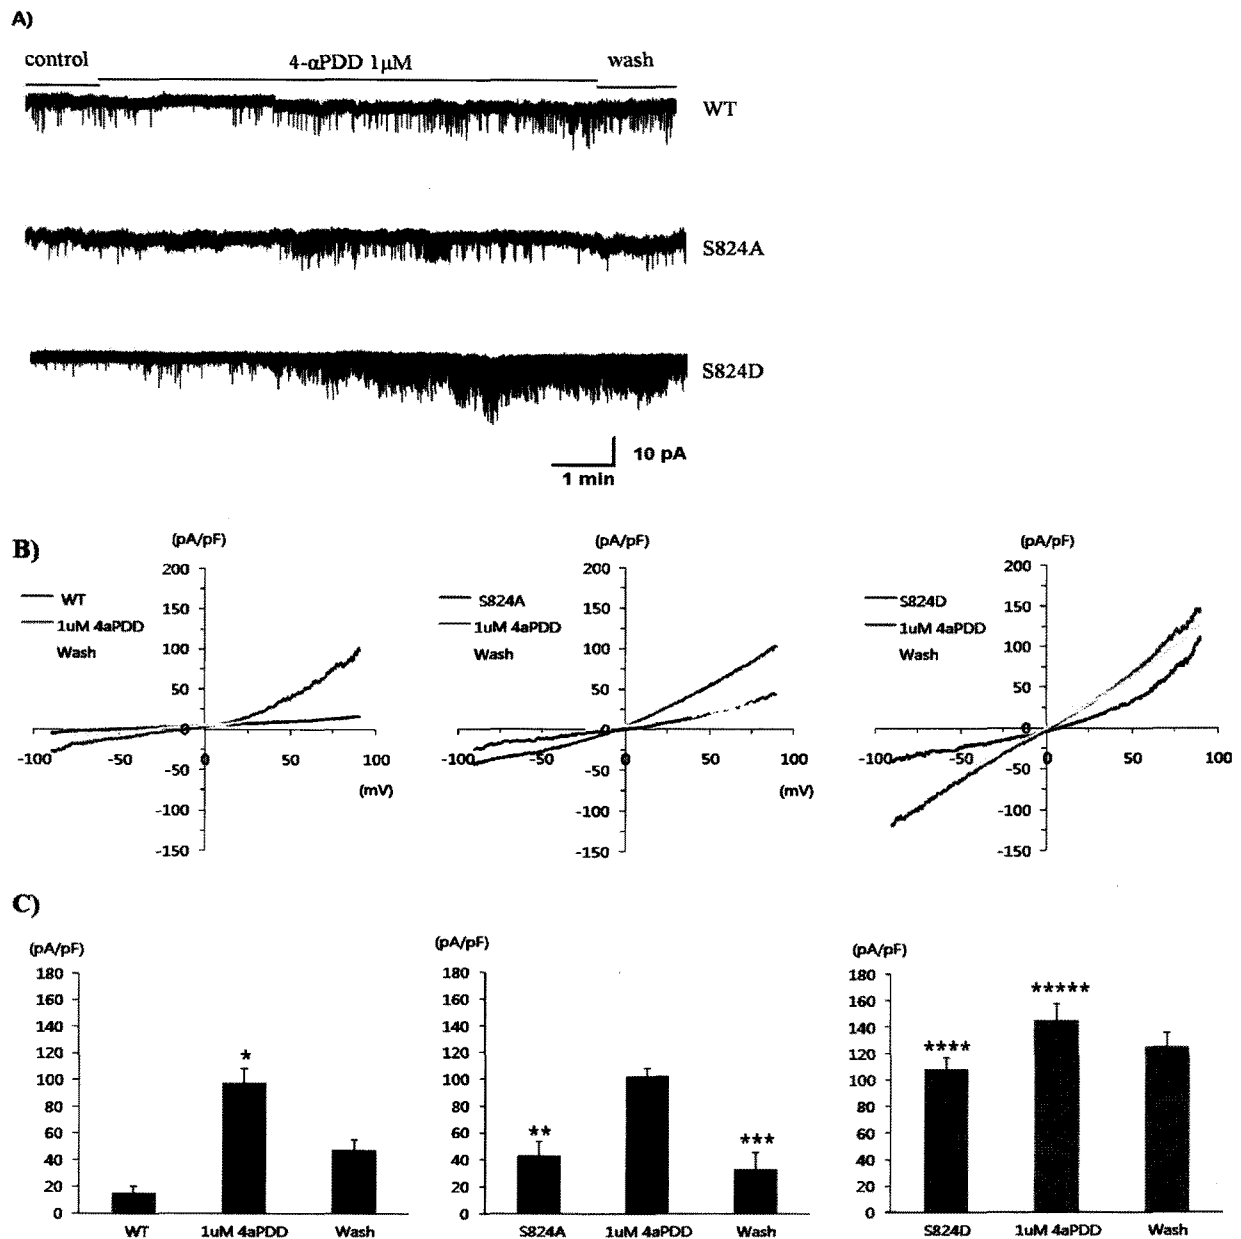 A)
control 4-αPDD 1μM wash
WT
S824A
S824D
10 pA
1 min
B)
(pA/pF) (pA/pF) (pA/pF)
200 200 200
WT S824A S824D
150 150 150
1uM 4aPDD 1uM 4aPDD 1uM 4aPDD
Wash 100 Wash 100 Wash 100
50 50 50
0 0 0
-100 -50 0 50 100 -100 -50 0 50 100 -100 -50 0 50 100
-50 -50 -50
(mV) (mV)
-100 -100 -100
-150 -150 -150
C)
(pA/pF) (pA/pF) (pA/pF)
180 180 180
160 160 160 *****
140 140 140
120 120 120 ****
* 
100 100 100
80 80 80
60 ** *** 60 60
40 40 40
20 20 20
0 0 0
WT 1uM 4aPDD Wash S824A 1uM 4aPDD Wash S824D 1uM 4aPDD Wash